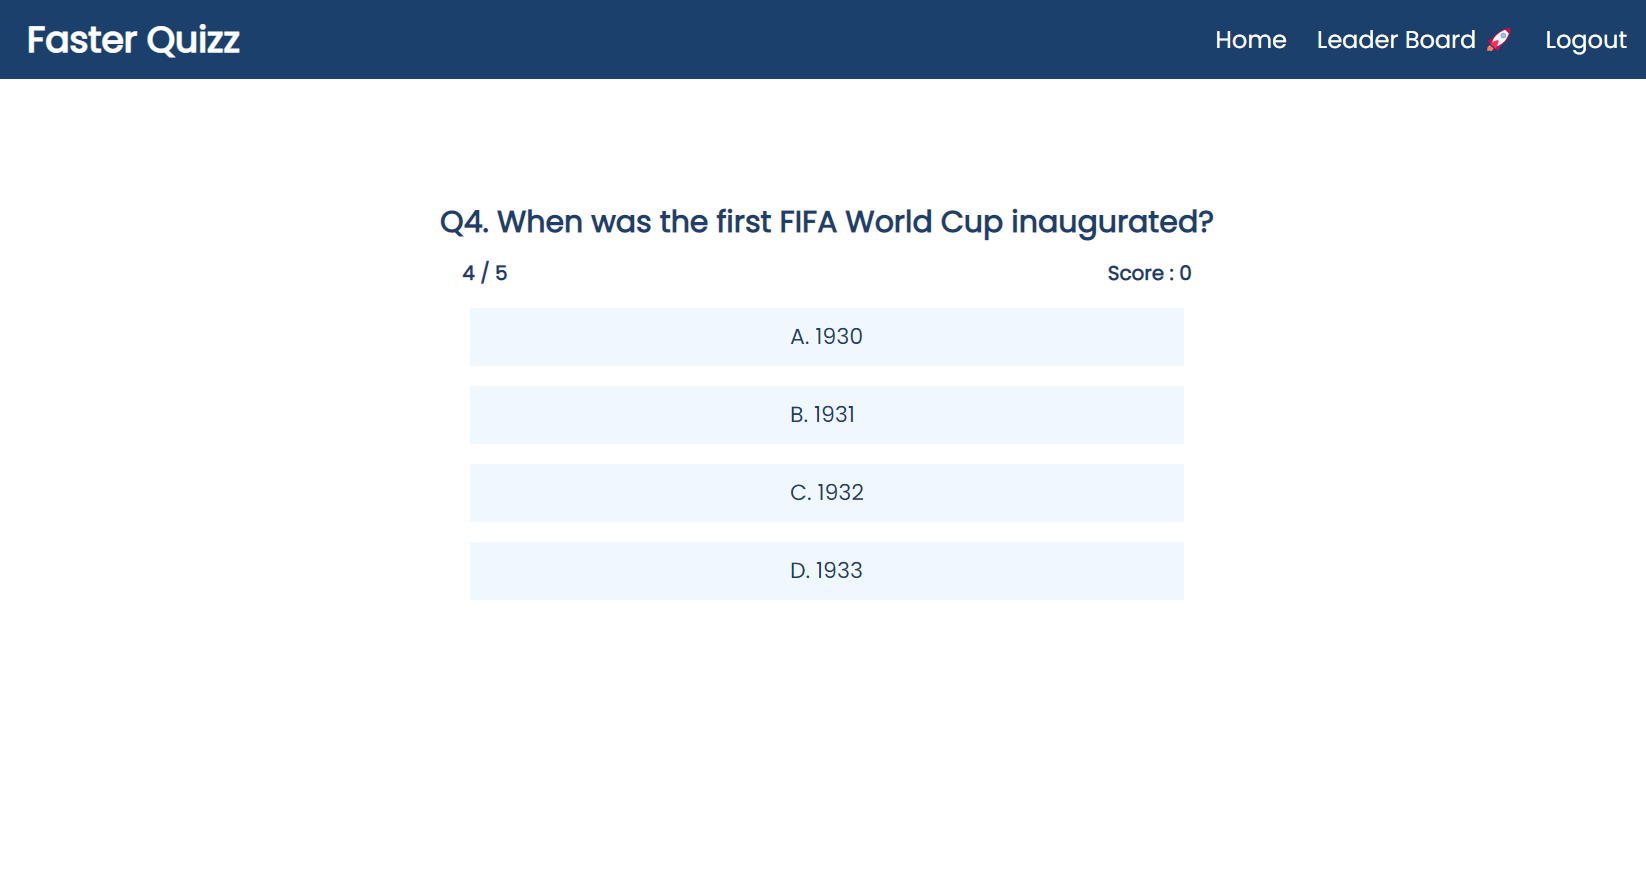 Faster Quizz
Home Leader Board 🚀 Logout
Q4. When was the first FIFA World Cup inaugurated?
4 / 5 Score : 0
A. 1930
B. 1931
C. 1932
D. 1933